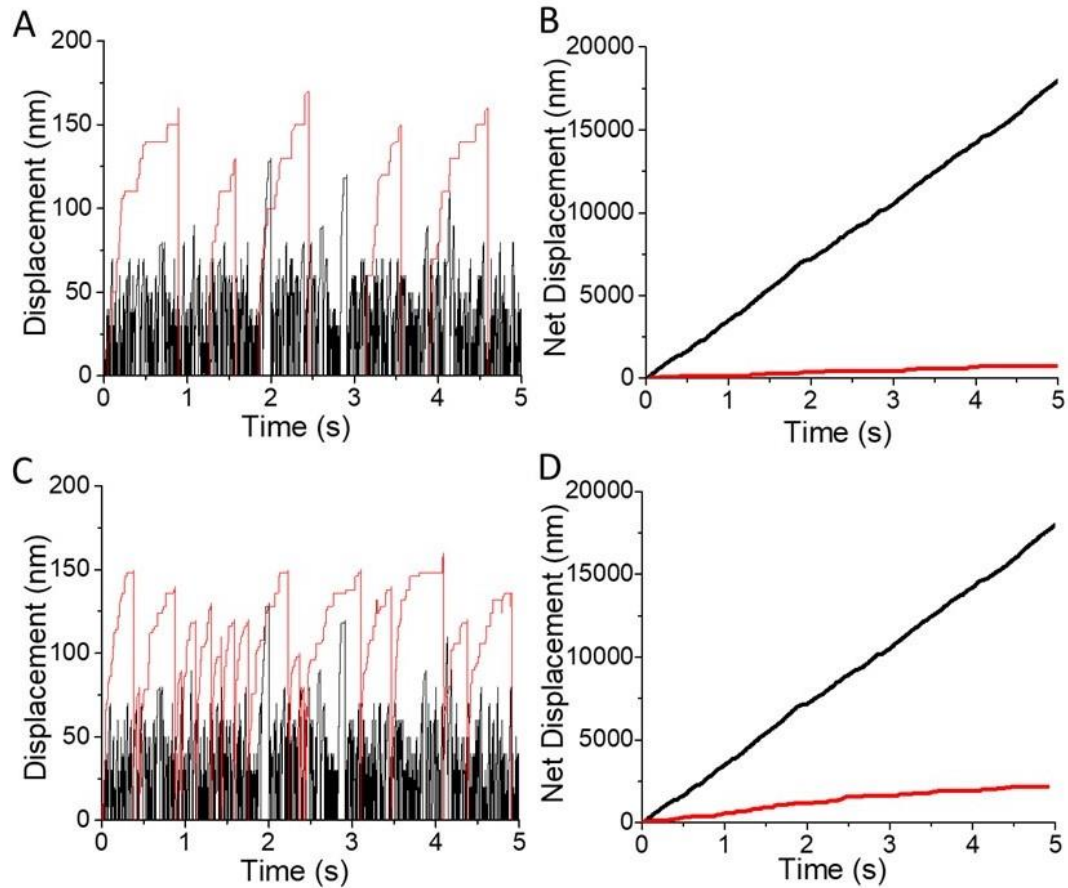 A
Displacement (nm)
200
150
100
50
0
0 1 2 3 4 5
Time (s)
B
Net Displacement (nm)
20000
15000
10000
5000
0
0 1 2 3 4 5
Time (s)
C
Displacement (nm)
200
150
100
50
0
0 1 2 3 4 5
Time (s)
D
Net Displacement (nm)
20000
15000
10000
5000
0
0 1 2 3 4 5
Time (s)